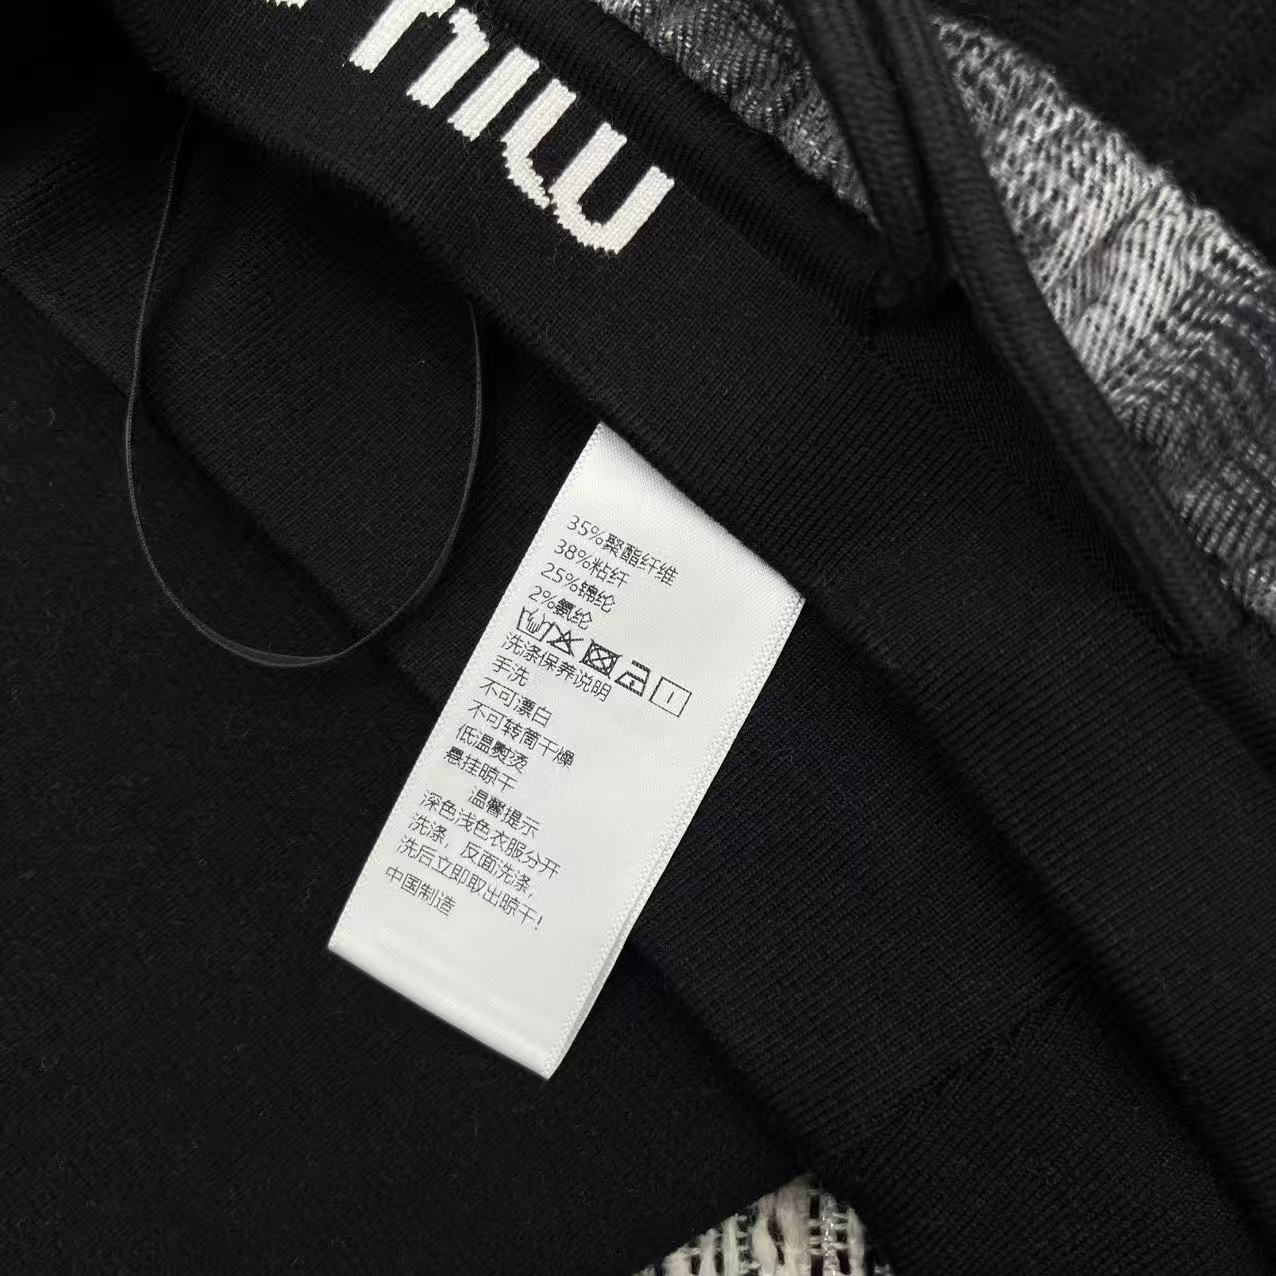 miu m
35%聚酯纤维
38%粘纤
25%锦纶
2%氨纶
洗涤保养说明
手洗
不可漂白
不可转筒干燥
低温熨烫
悬挂晾干
温馨提示
深色浅色衣服分开
洗涤，反面洗涤，
洗后立即取出晾干！
中国制造